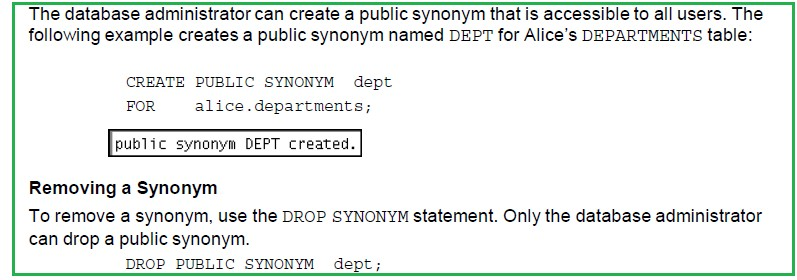 The database administrator can create a public synonym that is accessible to all users. The
following example creates a public synonym named DEPT for Alice's DEPARTMENTS table:
CREATE PUBLIC SYNONYM dept
FOR alice.departments;
public synonym DEPT created.
Removing a Synonym
To remove a synonym, use the DROP SYNONYM statement. Only the database administrator
can drop a public synonym.
DROP PUBLIC SYNONYM dept;